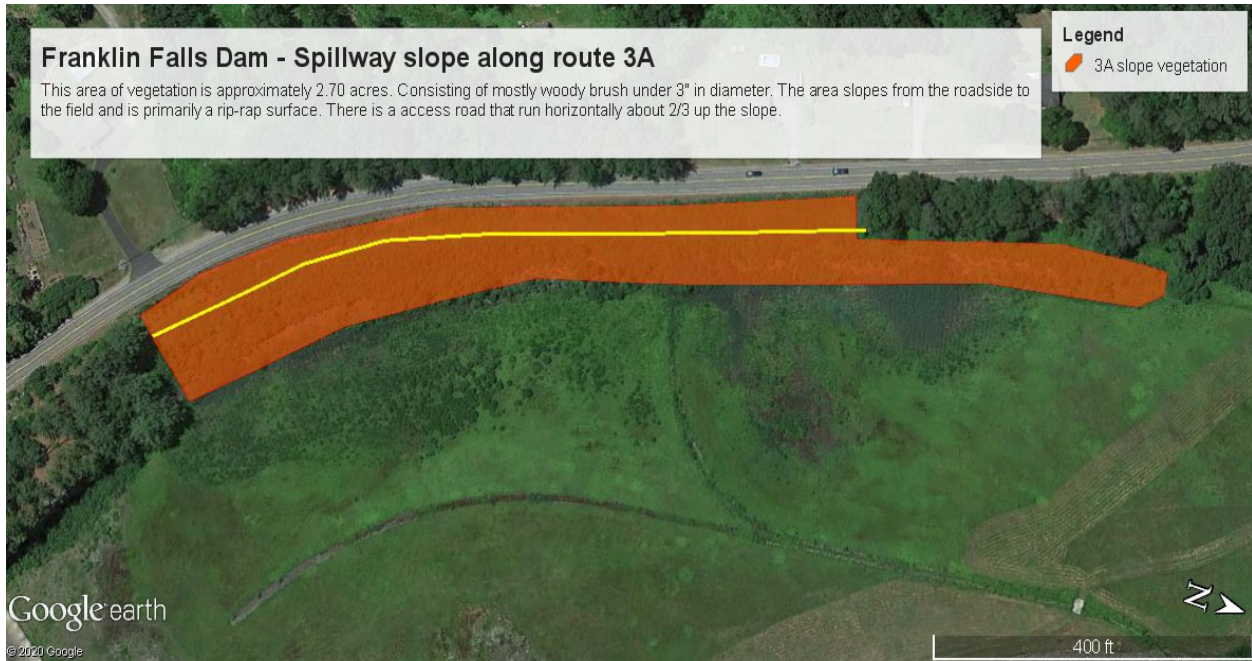 Franklin Falls Dam - Spillway slope along route 3A
This area of vegetation is approximately 2.70 acres. Consisting of mostly woody brush under 3" in diameter. The area slopes from the roadside to
the field and is primarily a rip-rap surface. There is a access road that run horizontally about 2/3 up the slope.
Legend
3A slope vegetation
Google earth
© 2020 Google
N
400 ft